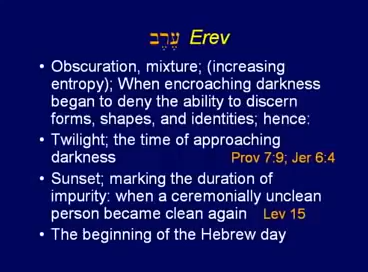 עֶרֶב Erev
• Obscuration, mixture; (increasing
entropy); When encroaching darkness
began to deny the ability to discern
forms, shapes, and identities; hence:
• Twilight; the time of approaching
darkness Prov 7:9; Jer 6:4
• Sunset; marking the duration of
impurity: when a ceremonially unclean
person became clean again Lev 15
• The beginning of the Hebrew day